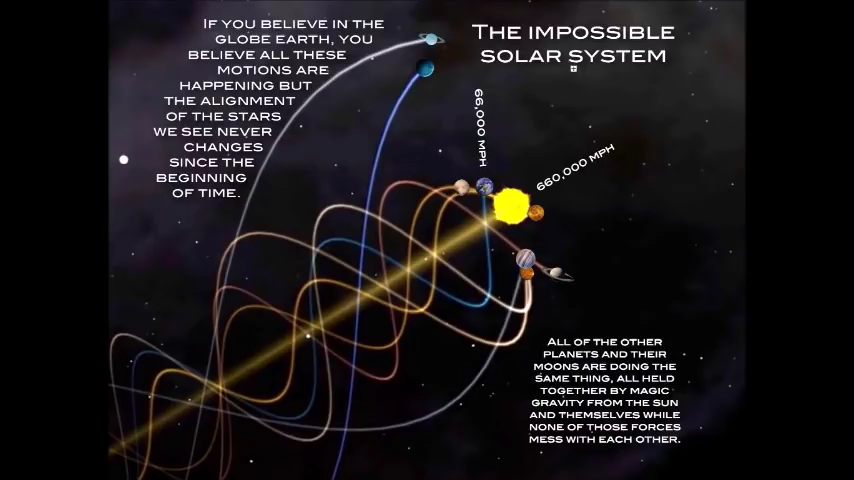 If you believe in the
globe earth, you
believe all these
motions are
happening but
the alignment
of the stars
we see never
changes
since the
beginning
of time.
The impossible
solar system
66,000 mph
660,000 mph
All of the other
planets and their
moons are doing the
same thing, all held
together by magic
gravity from the sun
and themselves while
none of those forces
mess with each other.